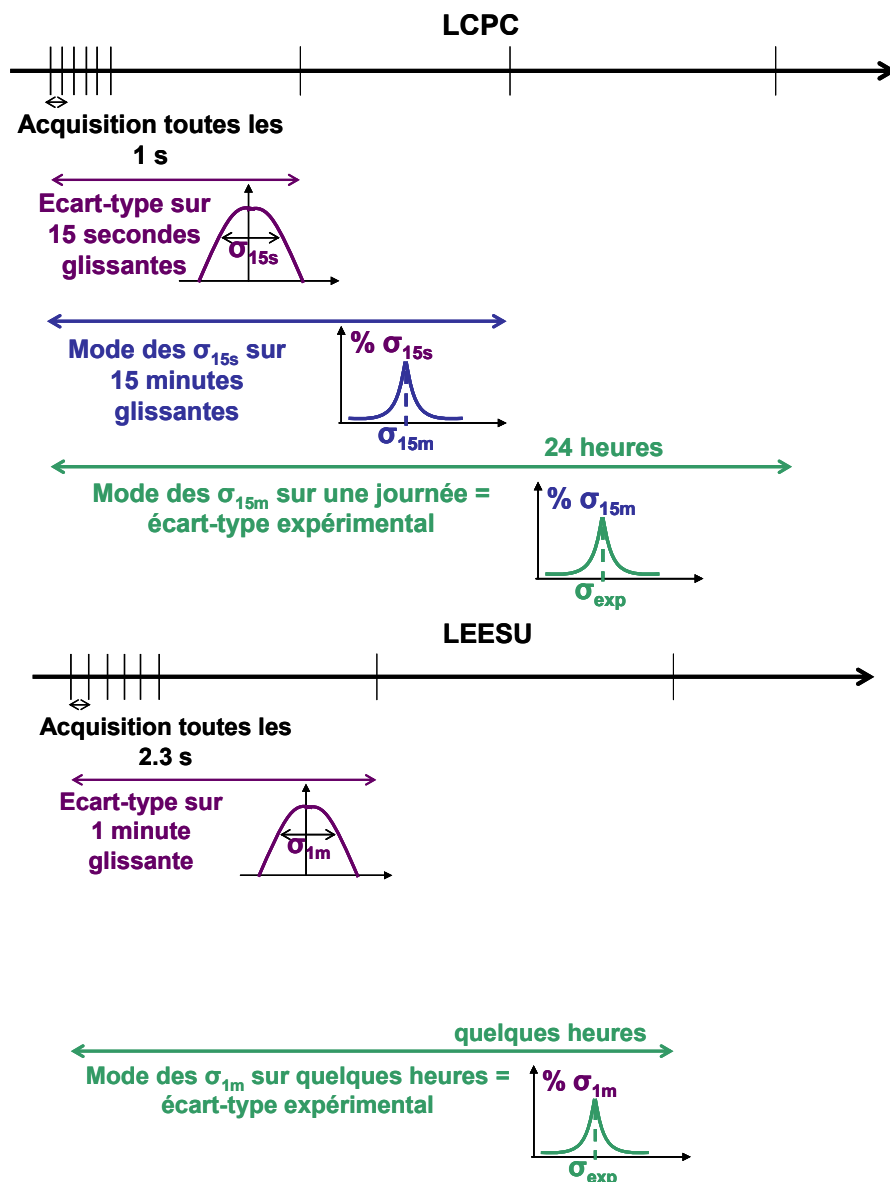 LCPC
Acquisition toutes les
1 s
Ecart-type sur
15 secondes
glissantes
σ15s
Mode des σ15s sur
15 minutes
glissantes
% σ15s
σ15m
24 heures
Mode des σ15m sur une journée =
écart-type expérimental
% σ15m
σexp
LEESU
Acquisition toutes les
2.3 s
Ecart-type sur
1 minute
glissante
σ1m
quelques heures
Mode des σ1m sur quelques heures =
écart-type expérimental
% σ1m
σexp